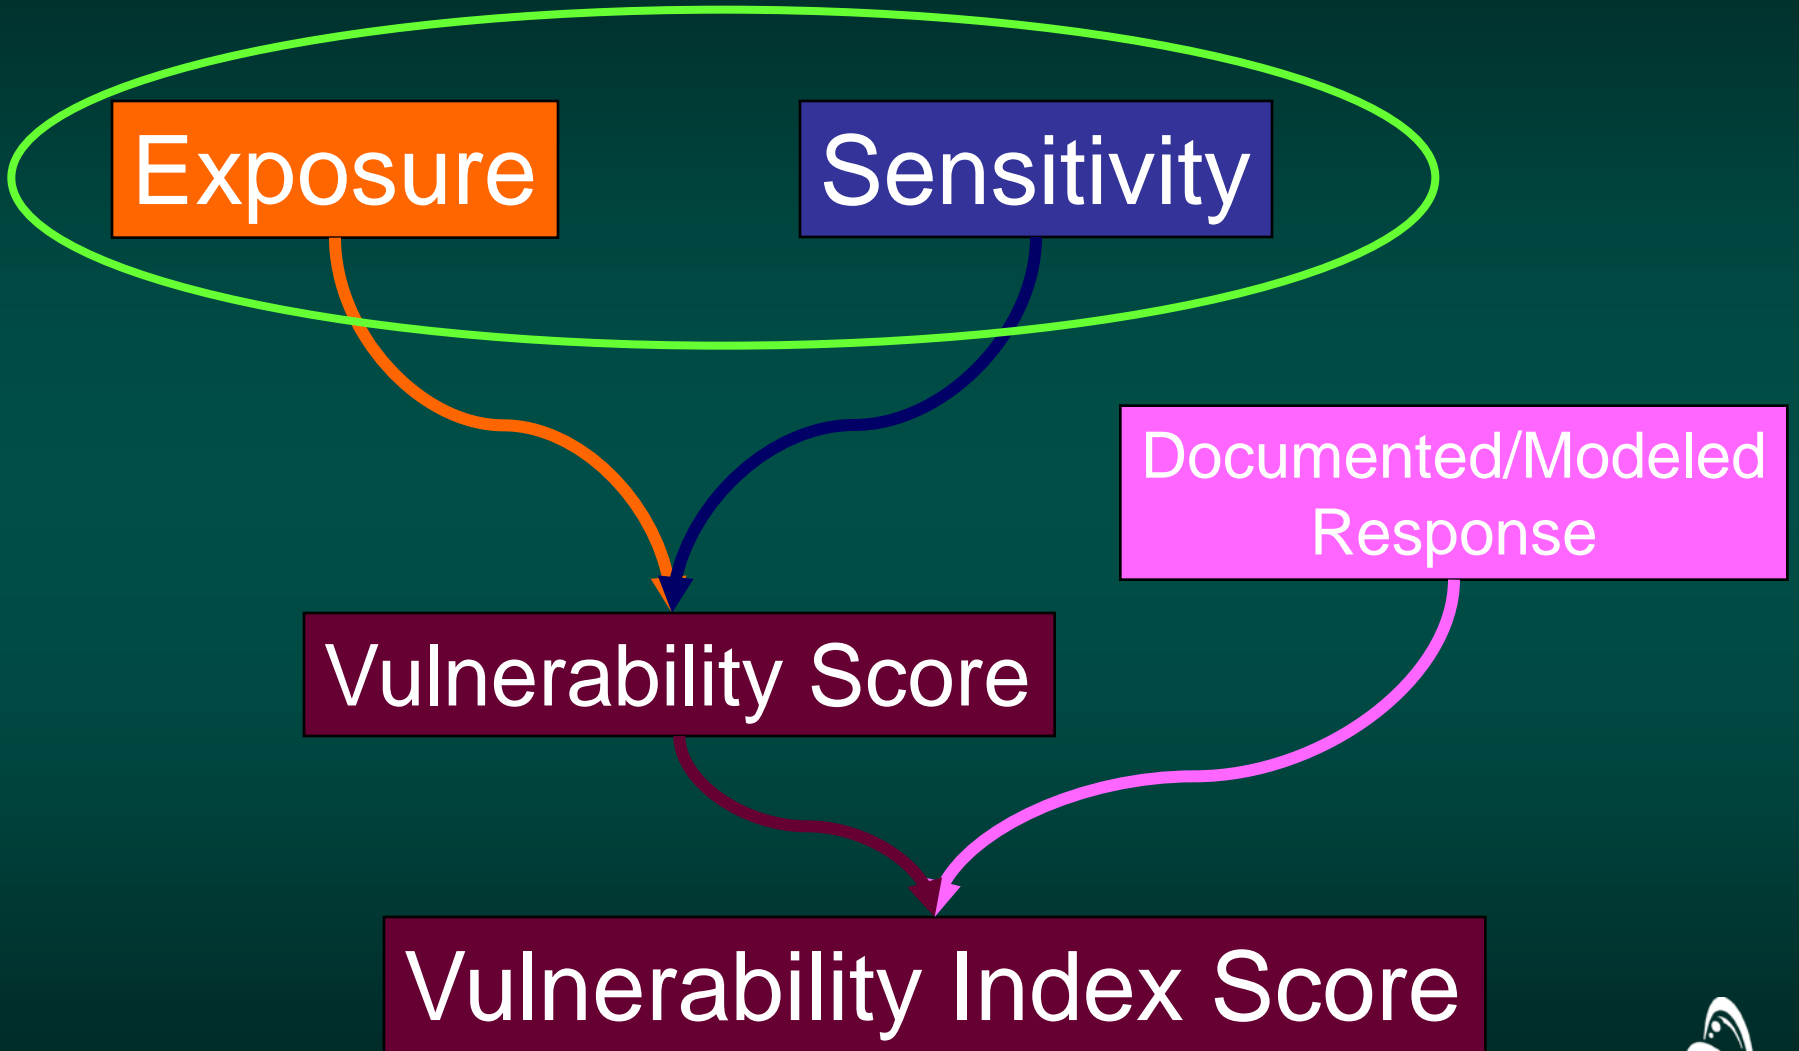 Exposure
Sensitivity
Documented/Modeled
Response
Vulnerability Score
Vulnerability Index Score